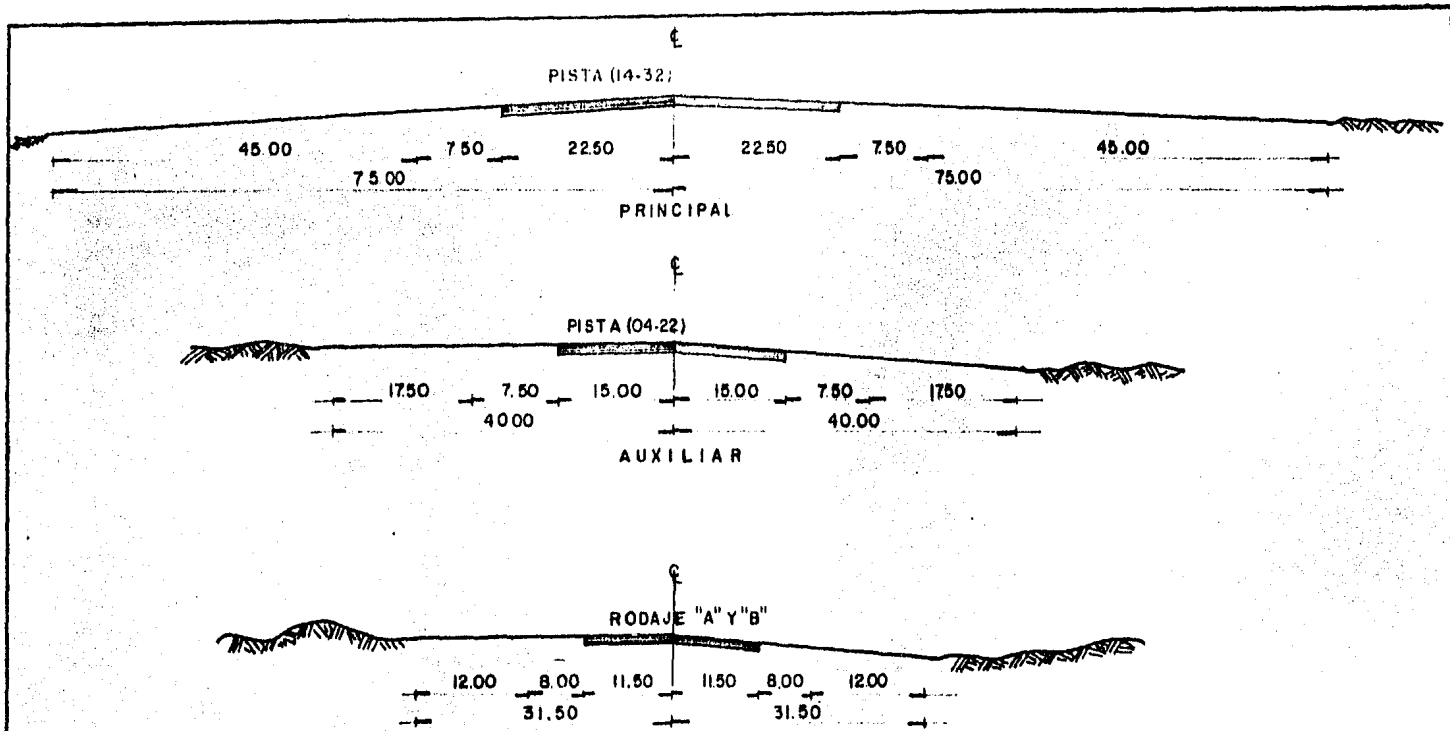 ℄
PISTA (14-32)
45.00 7.50 22.50 22.50 7.50 45.00
75.00 75.00
PRINCIPAL
℄
PISTA (04-22)
17.50 7.50 15.00 15.00 7.50 17.50
40.00 40.00
AUXILIAR
℄
RODAJE "A" Y "B"
12.00 8.00 11.50 11.50 8.00 12.00
31.50 31.50